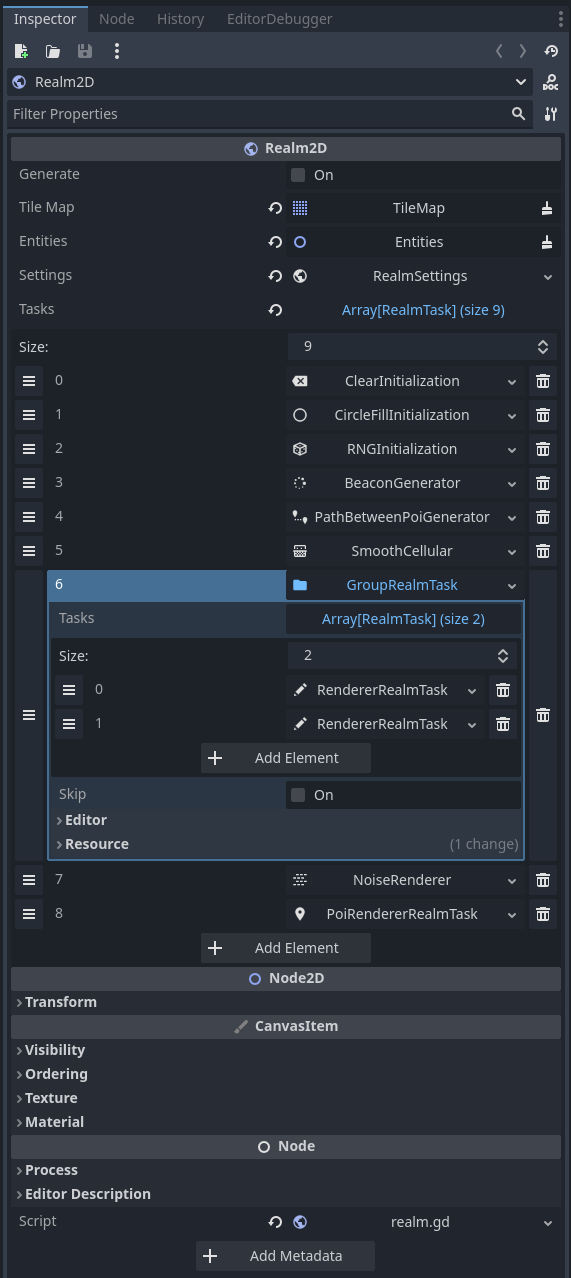 Inspector Node History EditorDebugger
Realm2D DOC
Filter Properties
Realm2D
Generate On
Tile Map TileMap
Entities Entities
Settings RealmSettings
Tasks Array[RealmTask] (size 9)
Size: 9
0 ClearInitialization
1 CircleFillInitialization
2 RNGInitialization
3 BeaconGenerator
4 PathBetweenPoiGenerator
5 SmoothCellular
6 GroupRealmTask
Tasks Array[RealmTask] (size 2)
Size: 2
0 RendererRealmTask
1 RendererRealmTask
Add Element
Skip On
Editor
Resource (1 change)
7 NoiseRenderer
8 PoiRendererRealmTask
Add Element
Node2D
Transform
CanvasItem
Visibility
Ordering
Texture
Material
Node
Process
Editor Description
Script realm.gd
Add Metadata